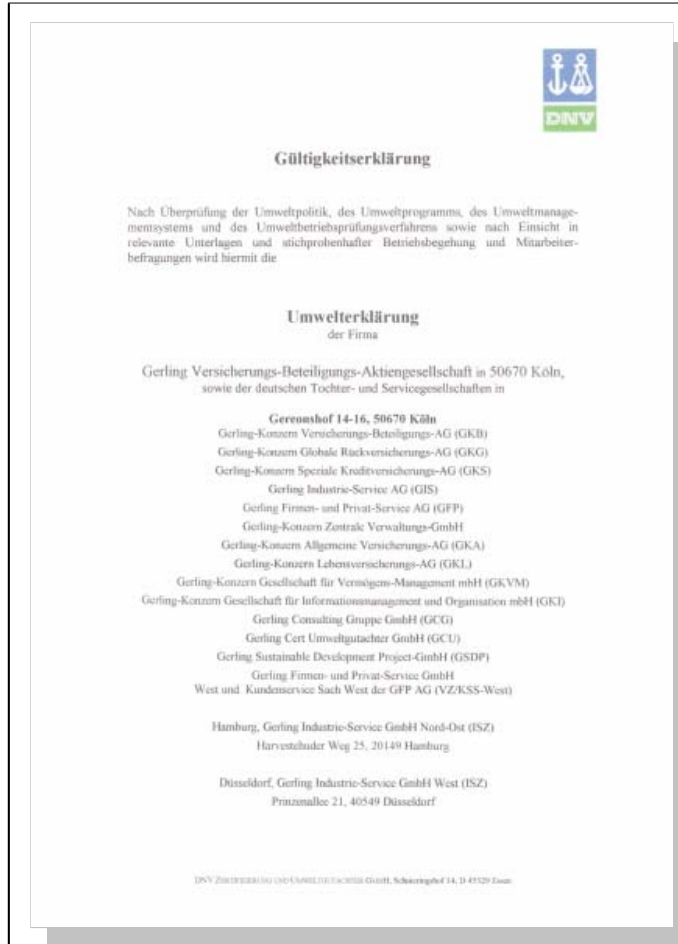 DNV
Gültigkeitserklärung
Nach Überprüfung der Umweltpolitik, des Umweltprogramms, des Umweltmanage-
mentsystems und des Umweltbetriebsprüfungsverfahrens sowie nach Einsicht in
relevante Unterlagen und stichprobenhafter Betriebsbegehung und Mitarbeiter-
befragungen wird hiermit die
Umwelterklärung
der Firma
Gerling Versicherungs-Beteiligungs-Aktiengesellschaft in 50670 Köln,
sowie der deutschen Tochter- und Servicegesellschaften in
Gereonshof 14-16, 50670 Köln
Gerling-Konzern Versicherungs-Beteiligungs-AG (GKB)
Gerling-Konzern Globale Rückversicherungs-AG (GKG)
Gerling-Konzern Speziale Kreditversicherungs-AG (GKS)
Gerling Industrie-Service AG (GIS)
Gerling Firmen- und Privat-Service AG (GFP)
Gerling-Konzern Zentrale Verwaltungs-GmbH
Gerling-Konzern Allgemeine Versicherungs-AG (GKA)
Gerling-Konzern Lebensversicherungs-AG (GKL)
Gerling-Konzern Gesellschaft für Vermögens-Management mbH (GKVM)
Gerling-Konzern Gesellschaft für Informationsmanagement und Organisation mbH (GKI)
Gerling Consulting Gruppe GmbH (GCG)
Gerling Cert Umweltgutachter GmbH (GCU)
Gerling Sustainable Development Project-GmbH (GSDP)
Gerling Firmen- und Privat-Service GmbH
West und Kundenservice Sach West der GFP AG (VZ/KSS-West)
Hamburg, Gerling Industrie-Service GmbH Nord-Ost (ISZ)
Harvestehuder Weg 25, 20149 Hamburg
Düsseldorf, Gerling Industrie-Service GmbH West (ISZ)
Prinzenallee 21, 40549 Düsseldorf
DNV ZERTIFIZIERUNG UND UMWELTGUTACHTER GmbH, Schnieringshof 14, D-45329 Essen